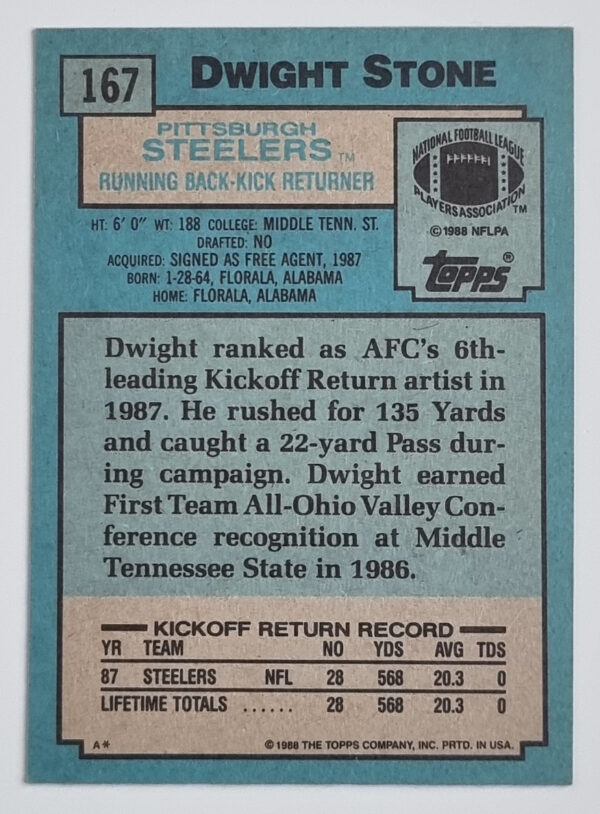 167
DWIGHT STONE
PITTSBURGH
STEELERS TM
RUNNING BACK-KICK RETURNER
NATIONAL FOOTBALL LEAGUE
PLAYERS ASSOCIATION TM
© 1988 NFLPA
TOPPS ®
HT: 6' 0" WT: 188 COLLEGE: MIDDLE TENN. ST.
DRAFTED: NO
ACQUIRED: SIGNED AS FREE AGENT, 1987
BORN: 1-28-64, FLORALA, ALABAMA
HOME: FLORALA, ALABAMA
Dwight ranked as AFC's 6th-
leading Kickoff Return artist in
1987. He rushed for 135 Yards
and caught a 22-yard Pass dur-
ing campaign. Dwight earned
First Team All-Ohio Valley Con-
ference recognition at Middle
Tennessee State in 1986.
KICKOFF RETURN RECORD
YR TEAM NO YDS AVG TDS
87 STEELERS NFL 28 568 20.3 0
LIFETIME TOTALS ...... 28 568 20.3 0
A* © 1988 THE TOPPS COMPANY, INC. PRTD. IN USA.